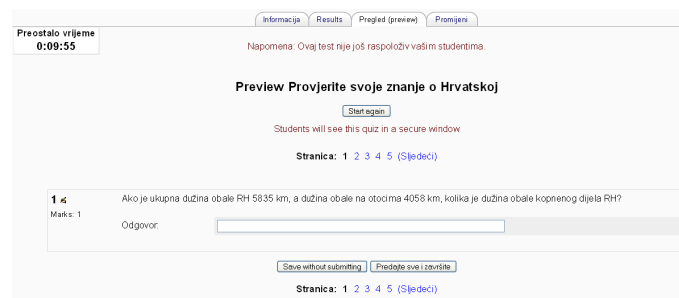 Informacija Results Pregled (preview) Promijeni
Preostalo vrijeme
0:09:55
Napomena: Ovaj test nije još raspoloživ vašim studentima.
Preview Provjerite svoje znanje o Hrvatskoj
Start again
Students will see this quiz in a secure window
Stranica: 1 2 3 4 5 (Sljedeći)
1
Ako je ukupna dužina obale RH 5835 km, a dužina obale na otocima 4058 km, kolika je dužina obale kopnenog dijela RH?
Marks: 1
Odgovor:
Save without submitting Predajte sve i završite
Stranica: 1 2 3 4 5 (Sljedeći)